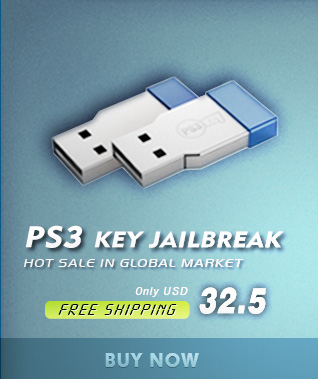 PS3 KEY JAILBREAK
HOT SALE IN GLOBAL MARKET
Only USD
FREE SHIPPING 32.5
BUY NOW